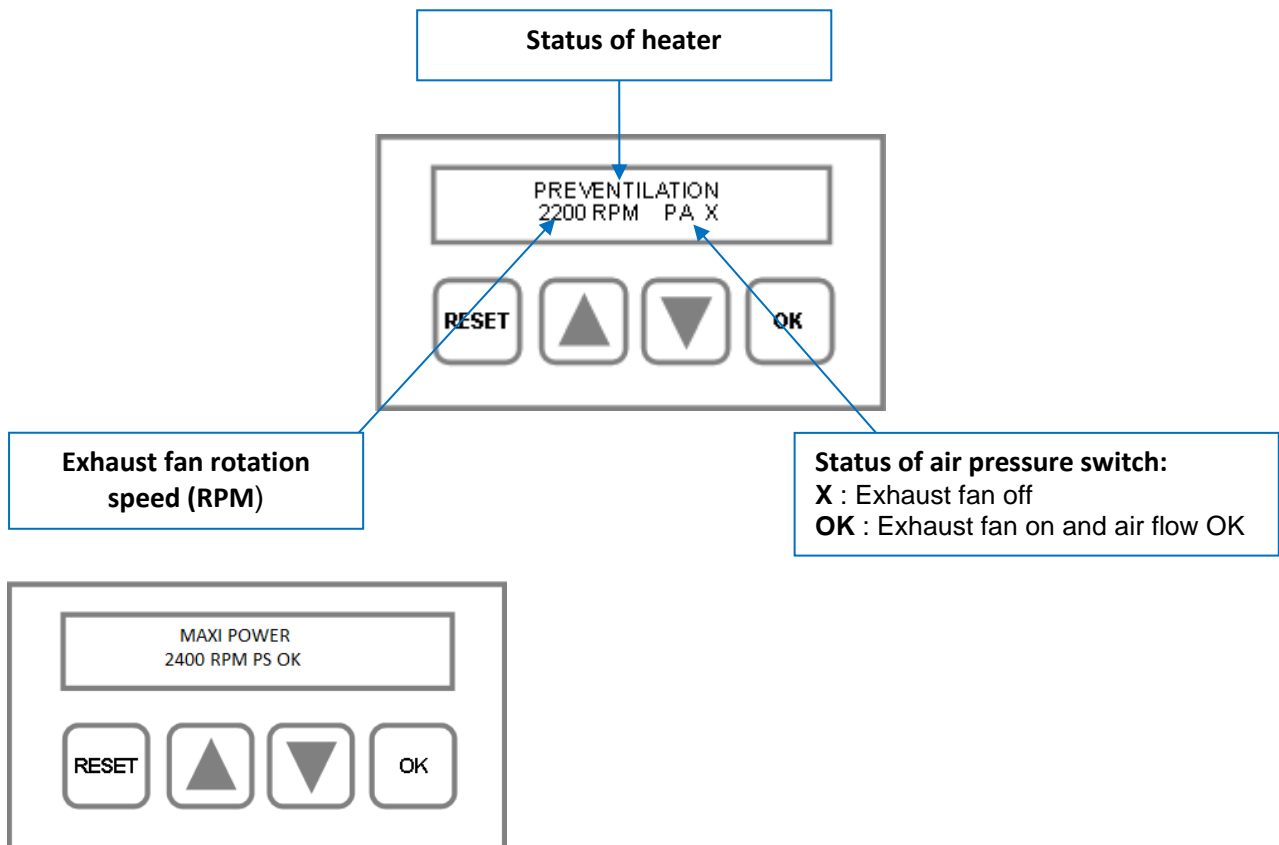 Status of heater
PREVENTILATION
2200 RPM PA X
RESET OK
Exhaust fan rotation
speed (RPM)
Status of air pressure switch:
X : Exhaust fan off
OK : Exhaust fan on and air flow OK
MAXI POWER
2400 RPM PS OK
RESET OK